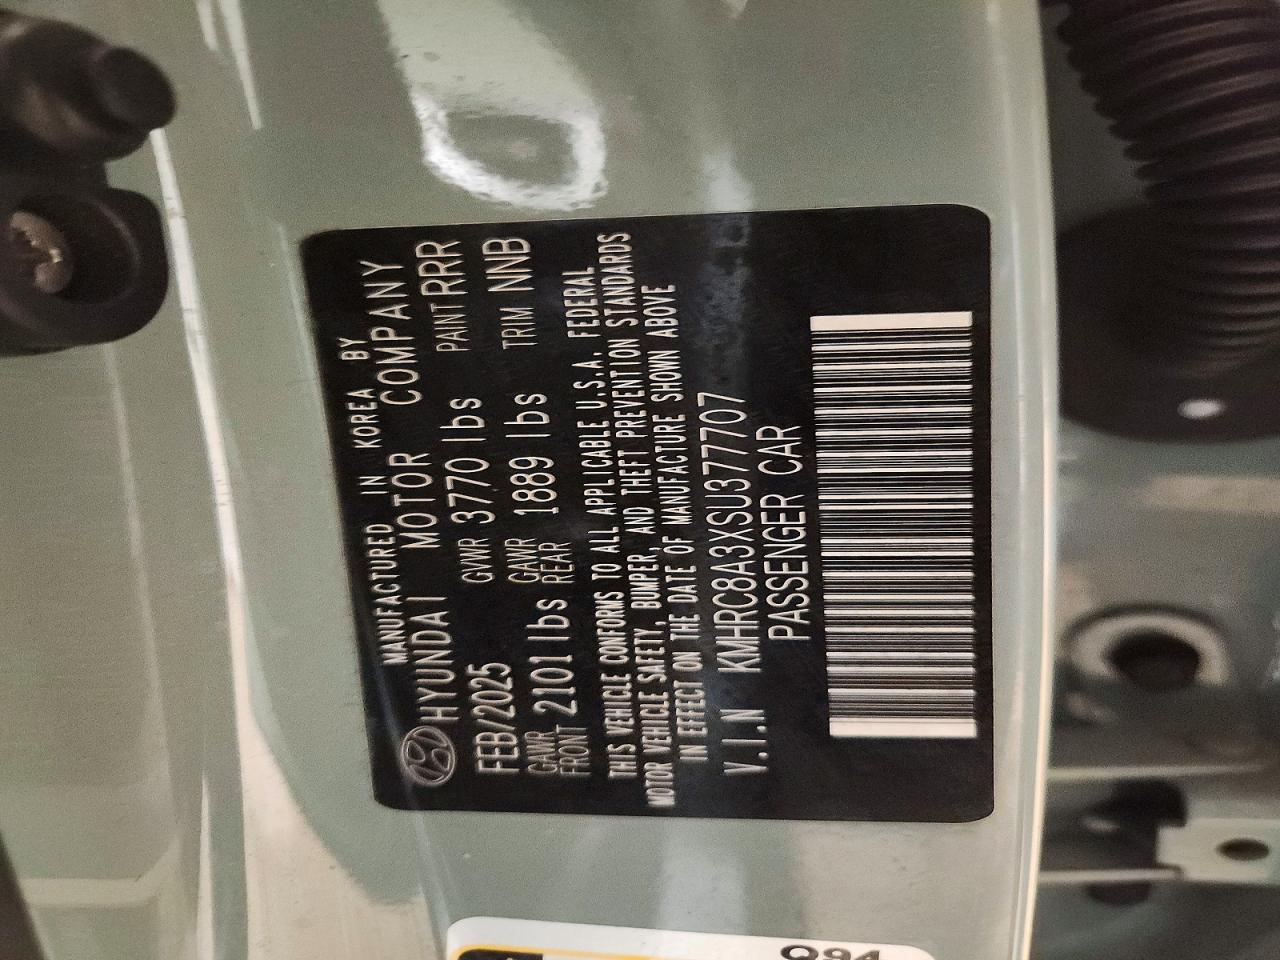 MANUFACTURED IN KOREA BY
HYUNDAI MOTOR COMPANY
FEB/2025 GVWR 3770 lbs PAINT RRR
GAWR FRONT 2101 lbs GAWR REAR 1889 lbs TRIM NNB
THIS VEHICLE CONFORMS TO ALL APPLICABLE U.S.A. FEDERAL
MOTOR VEHICLE SAFETY, BUMPER, AND THEFT PREVENTION STANDARDS
IN EFFECT ON THE DATE OF MANUFACTURE SHOWN ABOVE
V.I.N KMHRC8A3XSU377707
PASSENGER CAR
Q94